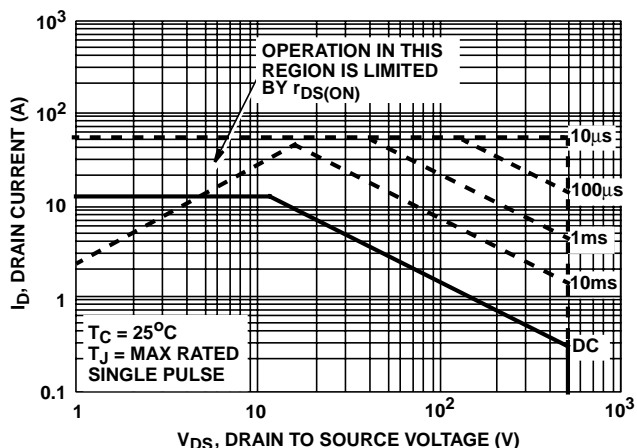 10³
OPERATION IN THIS
REGION IS LIMITED
BY rDS(ON)
10²
10µs
100µs
10
1ms
10ms
1
TC = 25°C
TJ = MAX RATED
SINGLE PULSE
DC
0.1
1
10
10²
10³
ID, DRAIN CURRENT (A)
VDS, DRAIN TO SOURCE VOLTAGE (V)